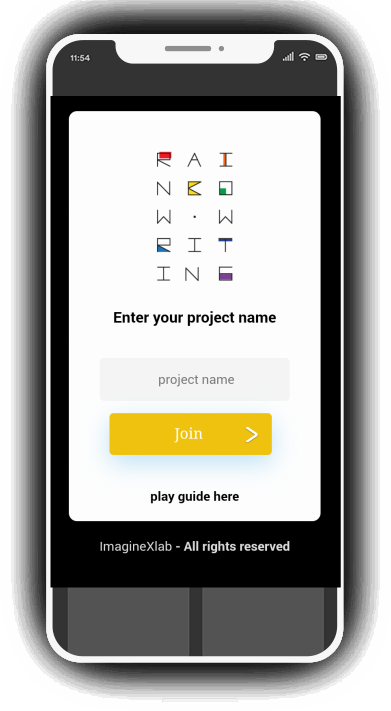 11:54
R A I
N B O
W · W
R I T
I N G
Enter your project name
project name
Join
play guide here
ImagineXlab - All rights reserved